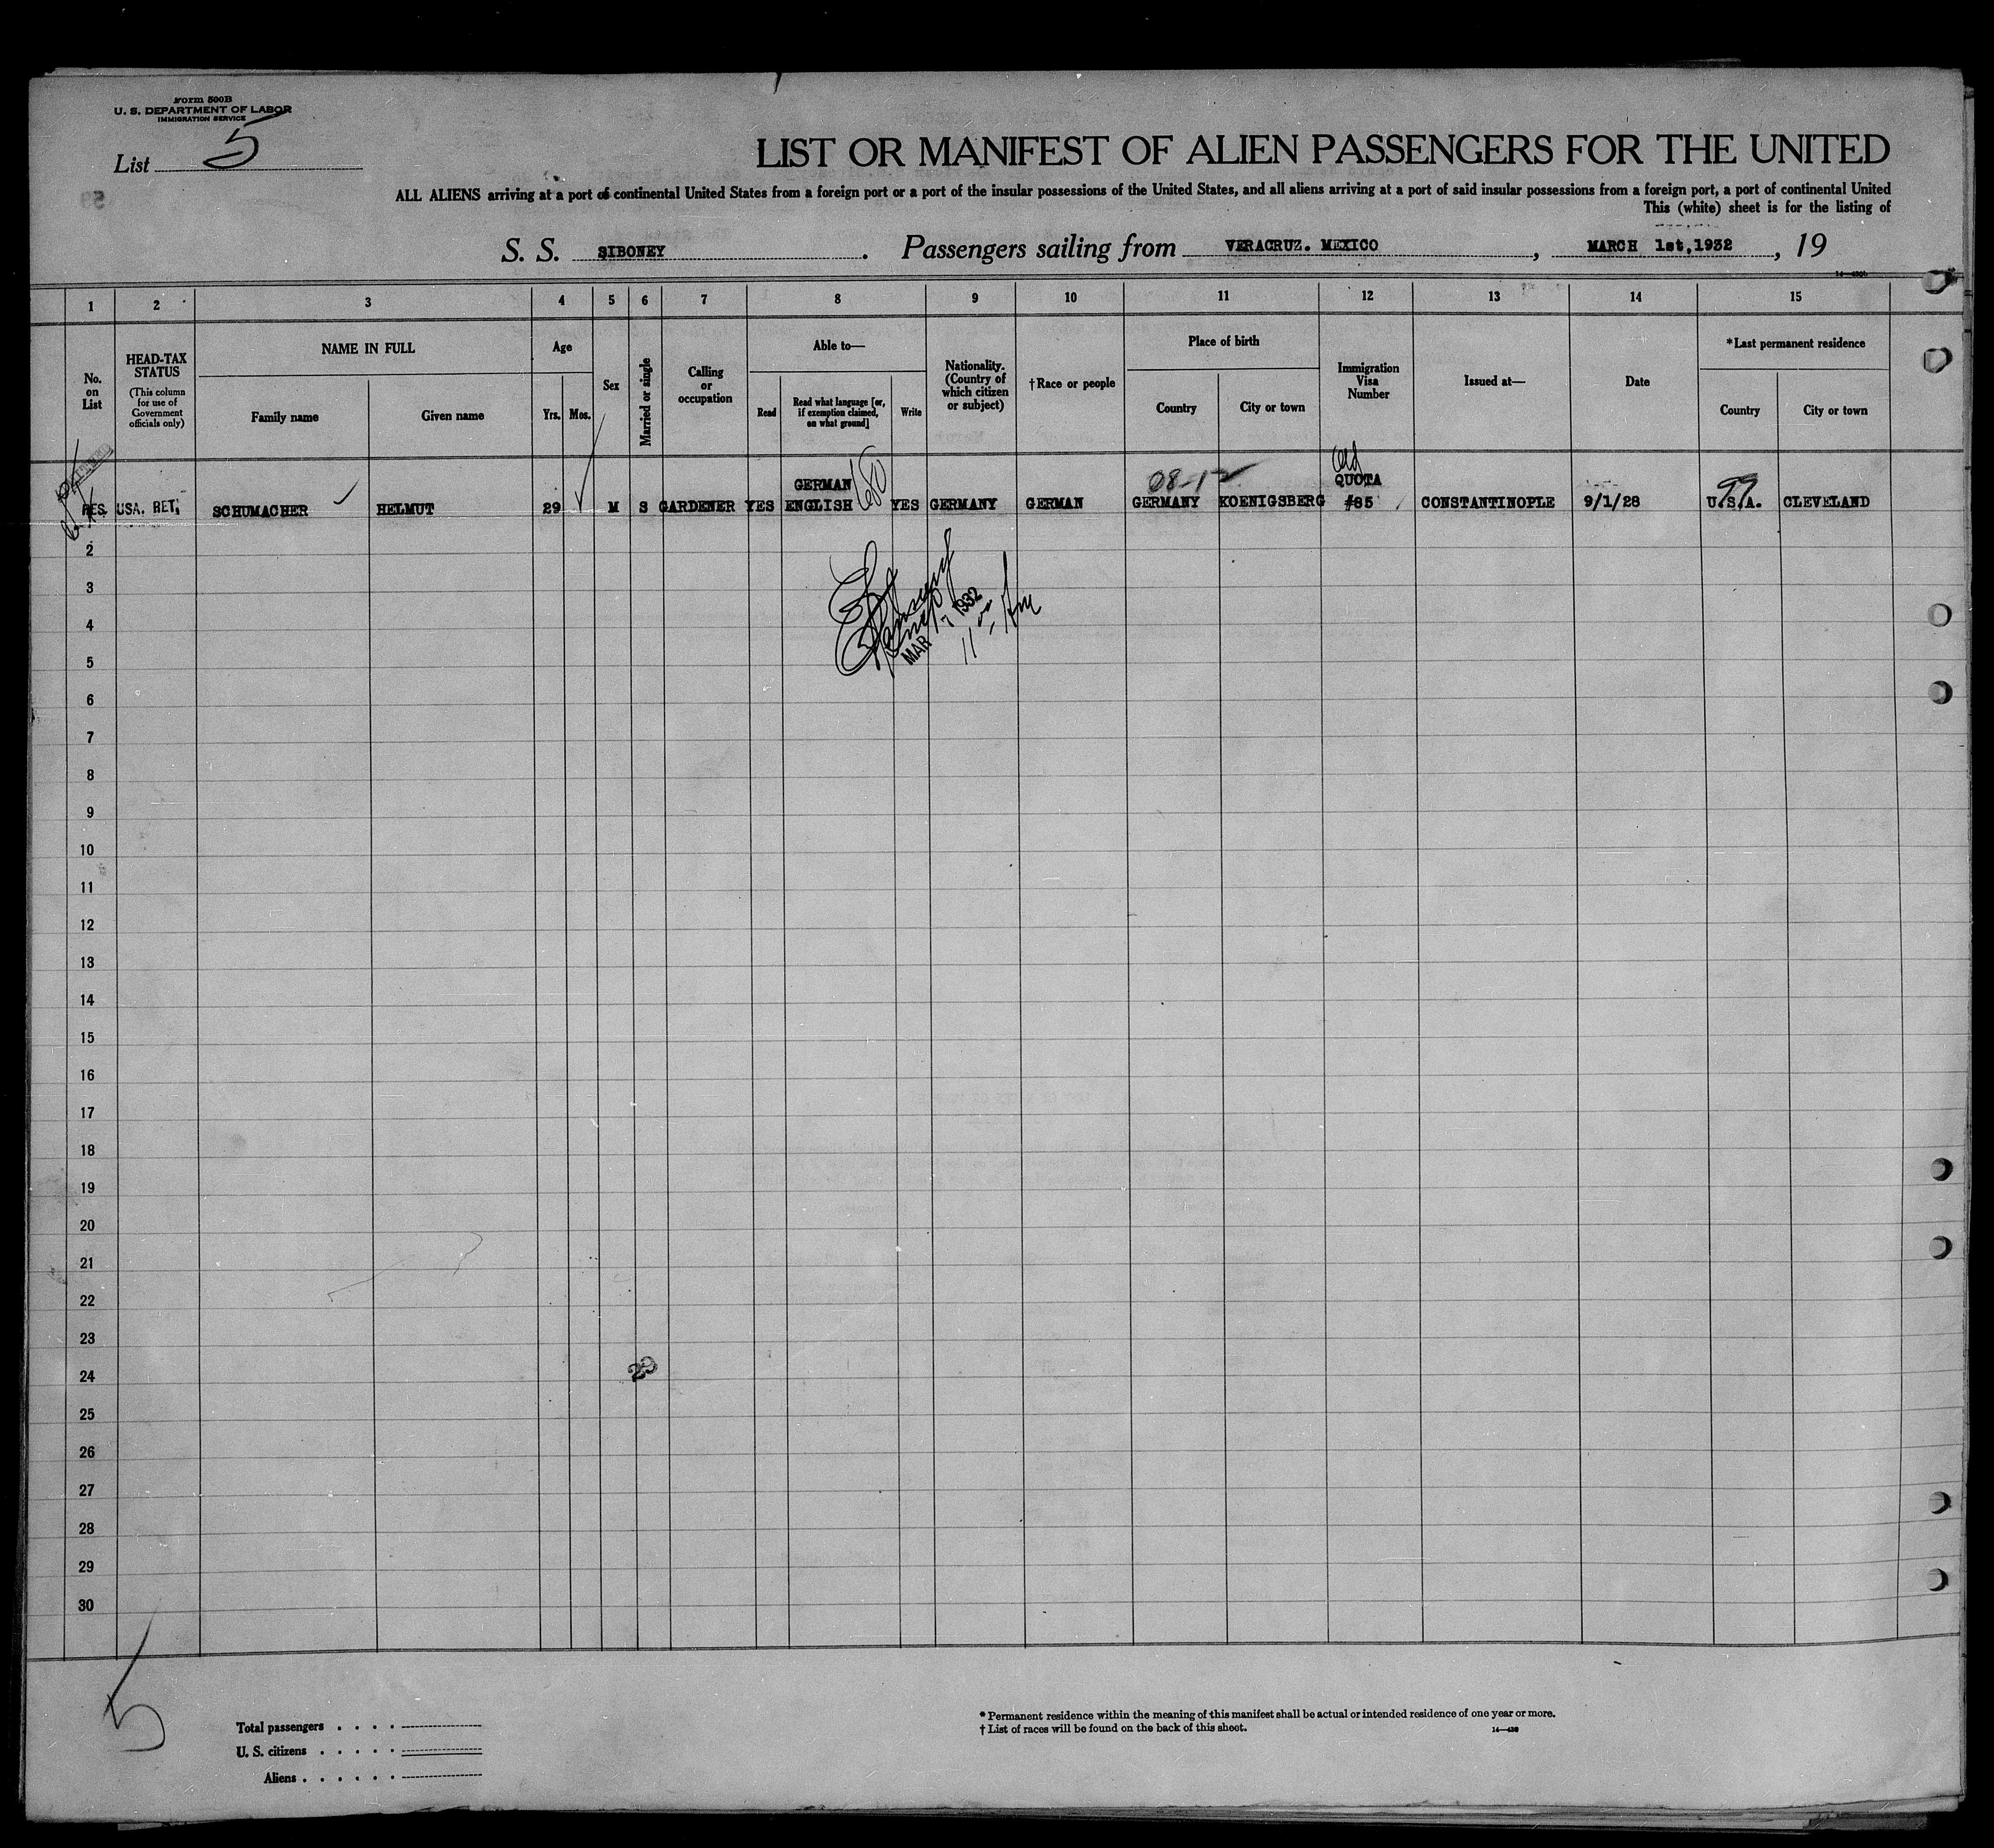 Form 500B
U. S. DEPARTMENT OF LABOR
IMMIGRATION SERVICE
List 5
LIST OR MANIFEST OF ALIEN PASSENGERS FOR THE UNITED
ALL ALIENS arriving at a port of continental United States from a foreign port or a port of the insular possessions of the United States, and all aliens arriving at a port of said insular possessions from a foreign port, a port of continental United
This (white) sheet is for the listing of
S. S. SIBONEY. Passengers sailing from VERACRUZ. MEXICO, MARCH 1st,1932, 19
1 2 3 4 5 6 7 8 9 10 11 12 13 14 15
No. on List
HEAD-TAX STATUS
(This column for use of Government officials only)
NAME IN FULL
Family name
Given name
Age
Yrs.
Mos.
Sex
Married or single
Calling or occupation
Able to—
Read
Read what language [or, if exemption claimed, on what ground]
Write
Nationality. (Country of which citizen or subject)
†Race or people
Place of birth
Country
City or town
Immigration Visa Number
Issued at—
Date
*Last permanent residence
Country
City or town
GERMAN 08-1 Old QUOTA 99
RES. USA. RET. SCHUMACHER HELMUT 29 M S GARDENER YES ENGLISH YES GERMANY GERMAN GERMANY KOENIGSBERG #85 CONSTANTINOPLE 9/1/28 U.S.A. CLEVELAND
2
3
MAR 1932
4
5
6
7
8
9
10
11
12
13
14
15
16
17
18
19
20
21
22
23
24
25
26
27
28
29
30
5
Total passengers
U. S. citizens
Aliens
* Permanent residence within the meaning of this manifest shall be actual or intended residence of one year or more.
† List of races will be found on the back of this sheet.